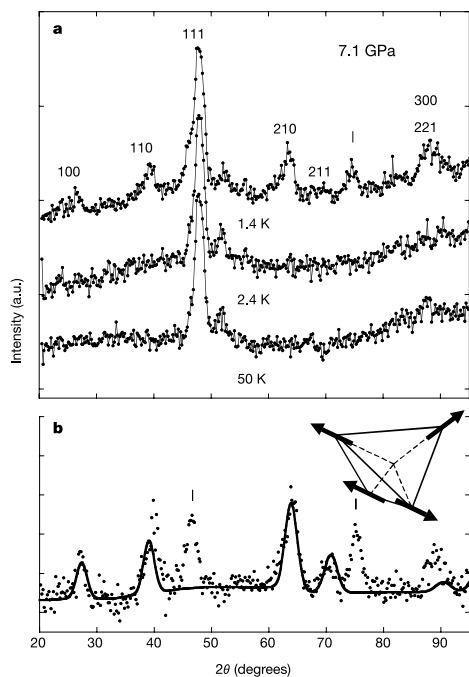 a
111
7.1 GPa
300
110
210
221
100
211
1.4 K
2.4 K
50 K
Intensity (a.u.)
b
20 30 40 50 60 70 80 90
2θ (degrees)